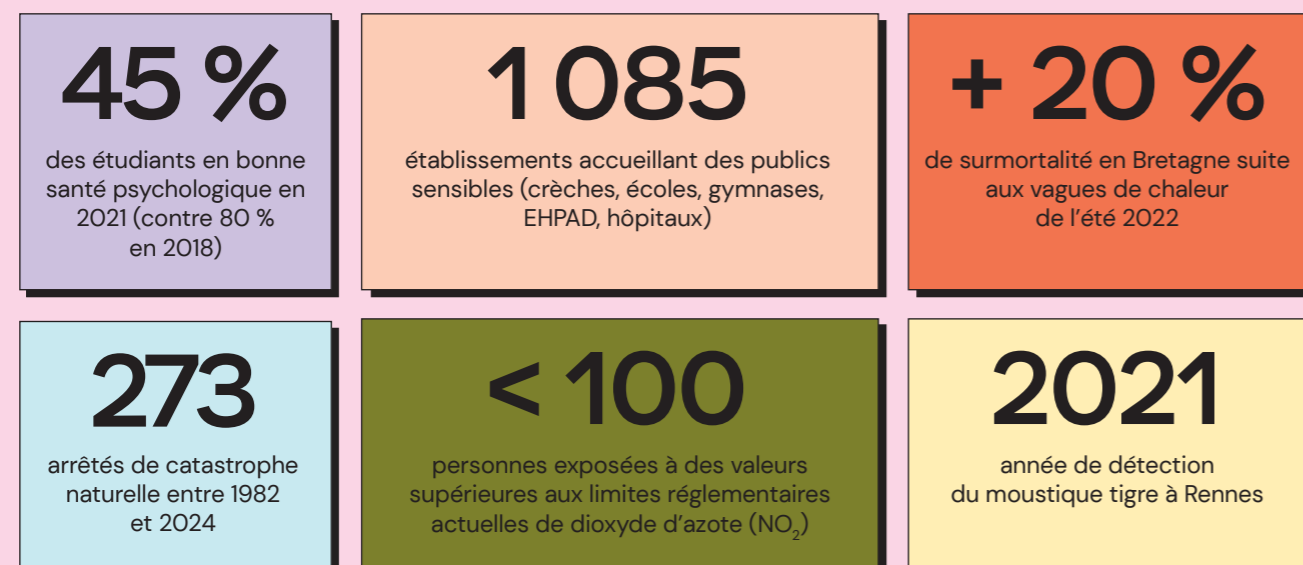 45 %
des étudiants en bonne
santé psychologique en
2021 (contre 80 %
en 2018)
1 085
établissements accueillant des publics
sensibles (crèches, écoles, gymnases,
EHPAD, hôpitaux)
+ 20 %
de surmortalité en Bretagne suite
aux vagues de chaleur
de l’été 2022
273
arrêtés de catastrophe
naturelle entre 1982
et 2024
< 100
personnes exposées à des valeurs
supérieures aux limites réglementaires
actuelles de dioxyde d’azote (NO₂)
2021
année de détection
du moustique tigre à Rennes